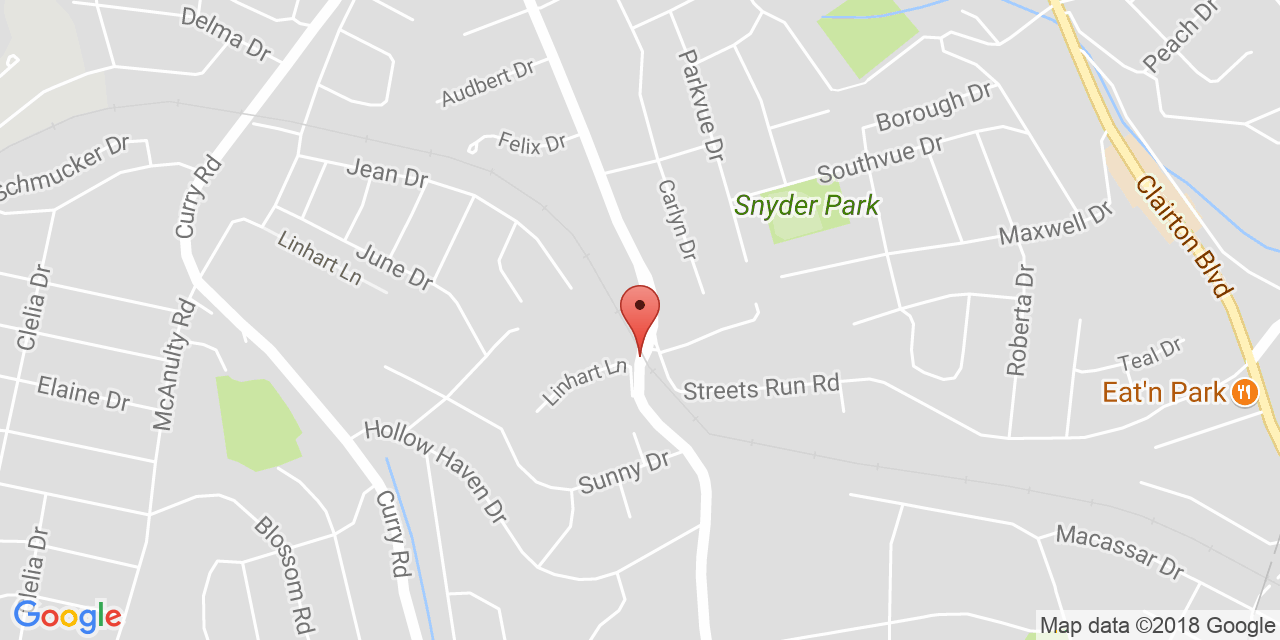 Delma Dr
Peach Dr
Audbert Dr
Parkvue Dr
Borough Dr
Felix Dr
Southvue Dr
Schmucker Dr
Jean Dr
Curry Rd
Snyder Park
Carlyn Dr
Clairton Blvd
Maxwell Dr
Linhart Ln
June Dr
Clelia Dr
McAnulty Rd
Roberta Dr
Teal Dr
Linhart Ln
Streets Run Rd
Eat'n Park
Elaine Dr
Hollow Haven Dr
Sunny Dr
Curry Rd
Macassar Dr
Blossom Rd
Clelia Dr
Google
Map data ©2018 Google